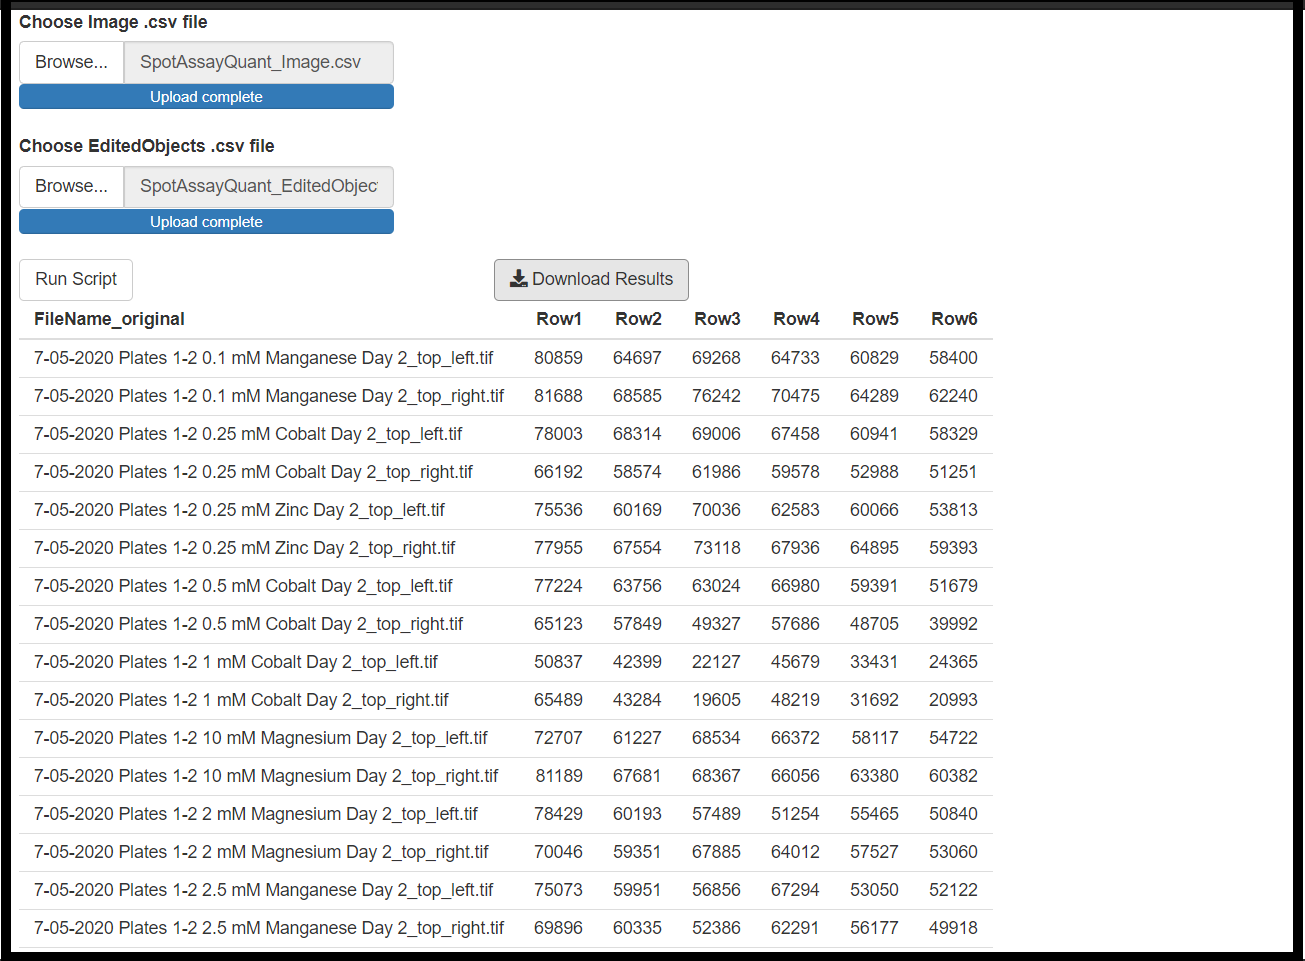 Choose Image .csv file
Browse... SpotAssayQuant_Image.csv
Upload complete
Choose EditedObjects .csv file
Browse... SpotAssayQuant_EditedObjec
Upload complete
Run Script Download Results
FileName_original Row1 Row2 Row3 Row4 Row5 Row6
7-05-2020 Plates 1-2 0.1 mM Manganese Day 2_top_left.tif 80859 64697 69268 64733 60829 58400
7-05-2020 Plates 1-2 0.1 mM Manganese Day 2_top_right.tif 81688 68585 76242 70475 64289 62240
7-05-2020 Plates 1-2 0.25 mM Cobalt Day 2_top_left.tif 78003 68314 69006 67458 60941 58329
7-05-2020 Plates 1-2 0.25 mM Cobalt Day 2_top_right.tif 66192 58574 61986 59578 52988 51251
7-05-2020 Plates 1-2 0.25 mM Zinc Day 2_top_left.tif 75536 60169 70036 62583 60066 53813
7-05-2020 Plates 1-2 0.25 mM Zinc Day 2_top_right.tif 77955 67554 73118 67936 64895 59393
7-05-2020 Plates 1-2 0.5 mM Cobalt Day 2_top_left.tif 77224 63756 63024 66980 59391 51679
7-05-2020 Plates 1-2 0.5 mM Cobalt Day 2_top_right.tif 65123 57849 49327 57686 48705 39992
7-05-2020 Plates 1-2 1 mM Cobalt Day 2_top_left.tif 50837 42399 22127 45679 33431 24365
7-05-2020 Plates 1-2 1 mM Cobalt Day 2_top_right.tif 65489 43284 19605 48219 31692 20993
7-05-2020 Plates 1-2 10 mM Magnesium Day 2_top_left.tif 72707 61227 68534 66372 58117 54722
7-05-2020 Plates 1-2 10 mM Magnesium Day 2_top_right.tif 81189 67681 68367 66056 63380 60382
7-05-2020 Plates 1-2 2 mM Magnesium Day 2_top_left.tif 78429 60193 57489 51254 55465 50840
7-05-2020 Plates 1-2 2 mM Magnesium Day 2_top_right.tif 70046 59351 67885 64012 57527 53060
7-05-2020 Plates 1-2 2.5 mM Manganese Day 2_top_left.tif 75073 59951 56856 67294 53050 52122
7-05-2020 Plates 1-2 2.5 mM Manganese Day 2_top_right.tif 69896 60335 52386 62291 56177 49918